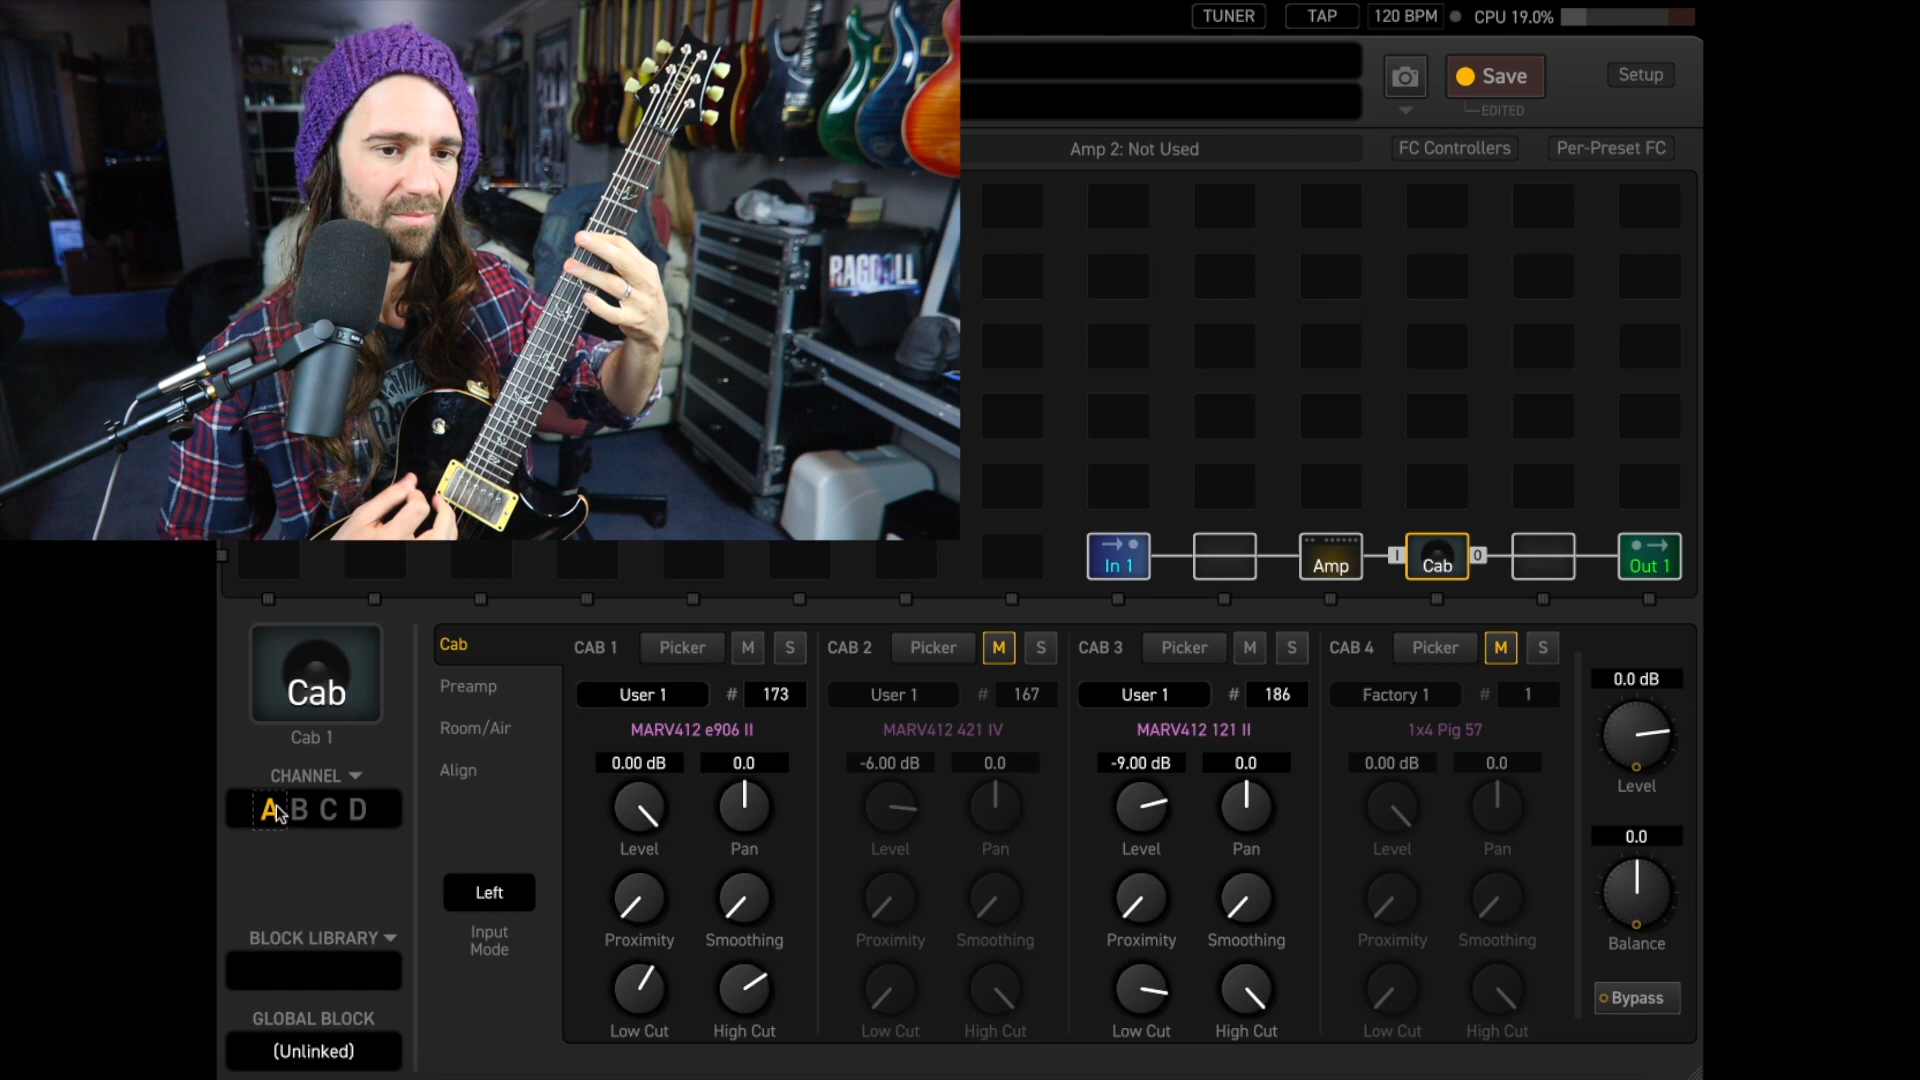 TUNER TAP 120 BPM CPU 19.0%
Save
Setup
EDITED
Amp 2: Not Used FC Controllers Per-Preset FC
RAGDOLL
In 1 Amp I Cab O Out 1
Cab
Cab 1
CHANNEL
A B C D
BLOCK LIBRARY
GLOBAL BLOCK
(Unlinked)
Cab
Preamp
Room/Air
Align
Left
Input
Mode
CAB 1 Picker M S
User 1 # 173
MARV412 e906 II
0.00 dB 0.0
Level Pan
Proximity Smoothing
Low Cut High Cut
CAB 2 Picker M S
User 1 # 167
MARV412 421 IV
-6.00 dB 0.0
Level Pan
Proximity Smoothing
Low Cut High Cut
CAB 3 Picker M S
User 1 # 186
MARV412 121 II
-9.00 dB 0.0
Level Pan
Proximity Smoothing
Low Cut High Cut
CAB 4 Picker M S
Factory 1 # 1
1x4 Pig 57
0.00 dB 0.0
Level Pan
Proximity Smoothing
Low Cut High Cut
0.0 dB
Level
0.0
Balance
Bypass